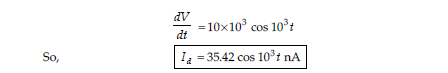 dV/dt = 10×10³ cos 10³t
So, I_d = 35.42 cos 10³t nA